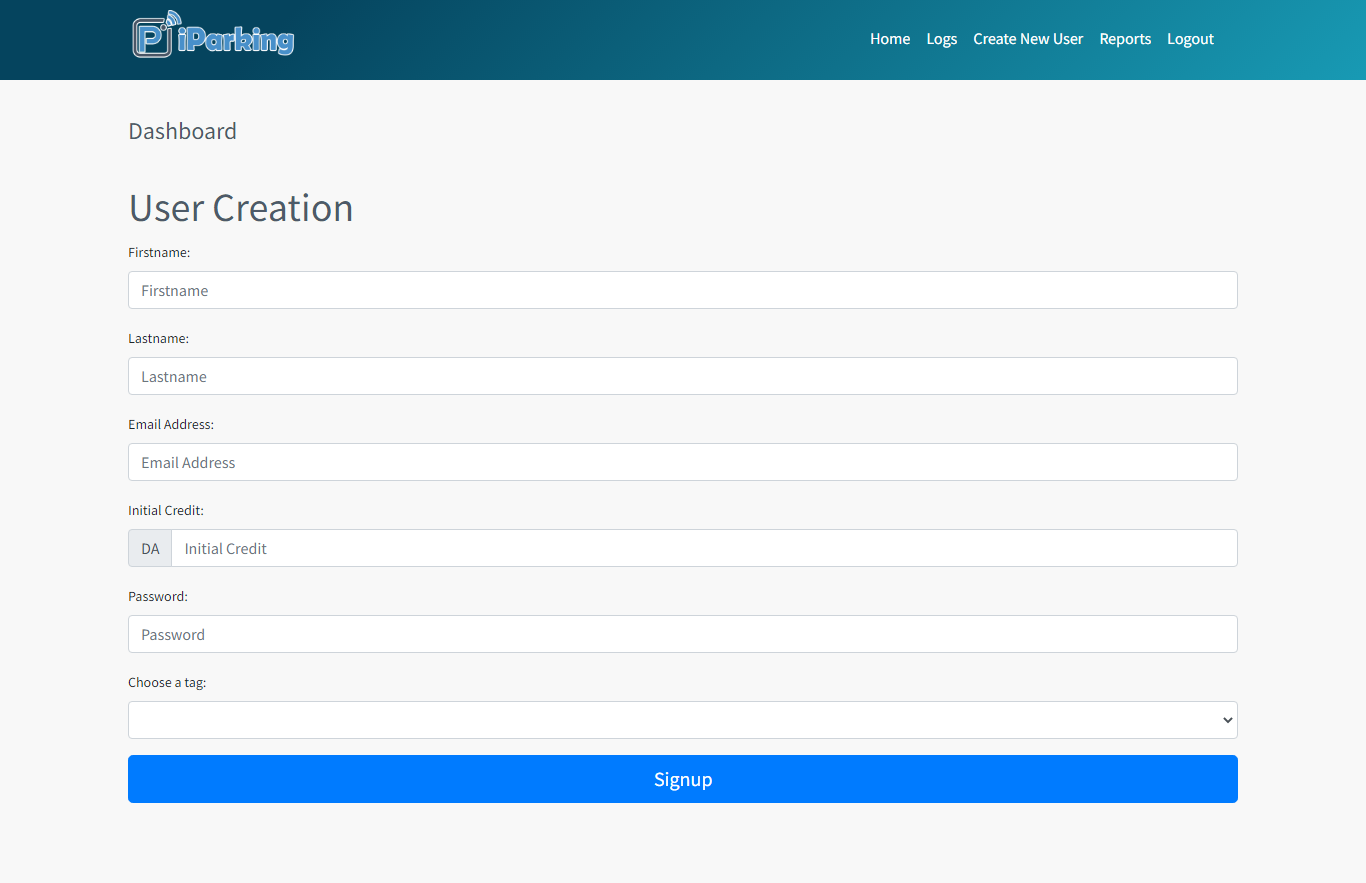 P iParking
Home Logs Create New User Reports Logout
Dashboard
User Creation
Firstname:
Firstname
Lastname:
Lastname
Email Address:
Email Address
Initial Credit:
DA Initial Credit
Password:
Password
Choose a tag:
Signup